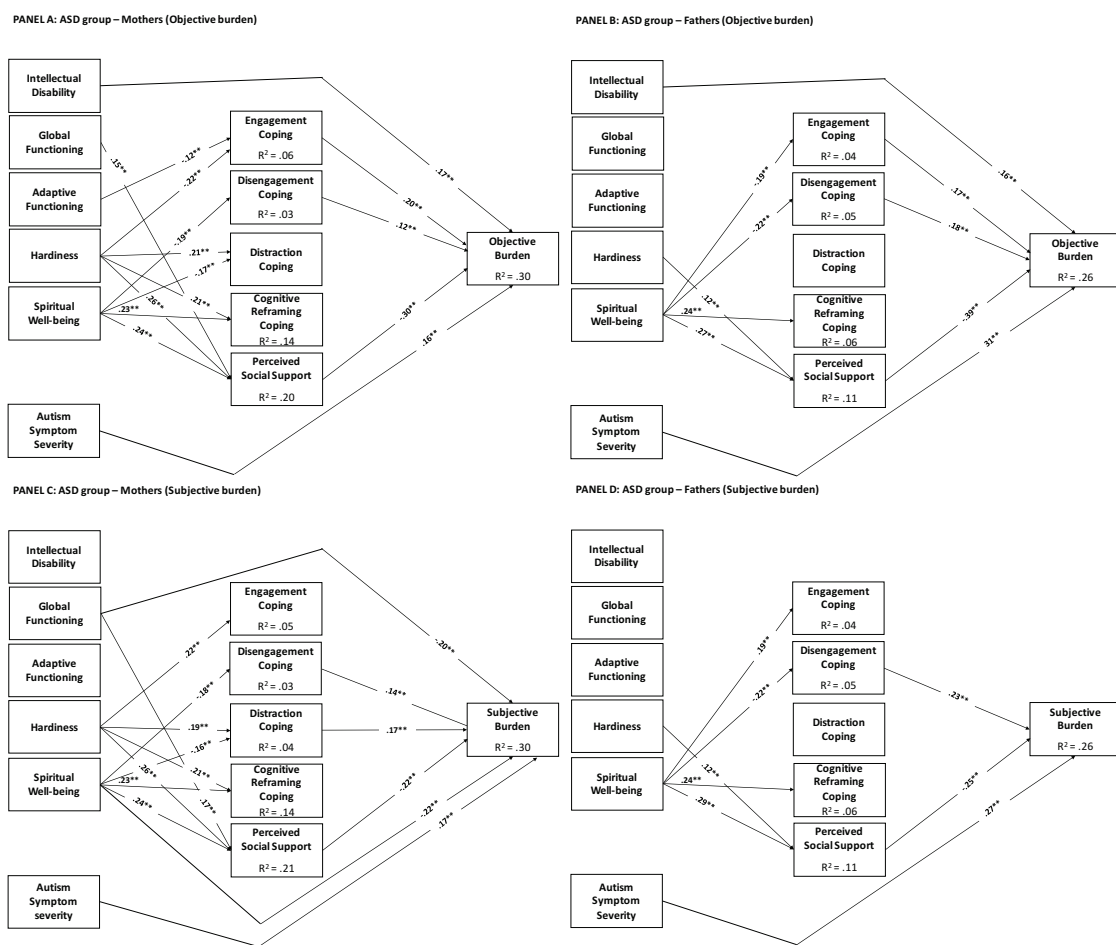 PANEL A: ASD group – Mothers (Objective burden)
Intellectual
Disability
Global
Functioning
Adaptive
Functioning
Hardiness
Spiritual
Well-being
Autism
Symptom
Severity
Engagement
Coping
R² = .06
Disengagement
Coping
R² = .03
Distraction
Coping
Cognitive
Reframing
Coping
R² = .14
Perceived
Social Support
R² = .20
Objective
Burden
R² = .30
.15**
-.12**
-.22**
-.19**
.21**
-.17**
.21**
.26**
.23**
.24**
.17**
.20**
.12**
-.30**
.16**
PANEL B: ASD group – Fathers (Objective burden)
Intellectual
Disability
Global
Functioning
Adaptive
Functioning
Hardiness
Spiritual
Well-being
Autism
Symptom
Severity
Engagement
Coping
R² = .04
Disengagement
Coping
R² = .05
Distraction
Coping
Cognitive
Reframing
Coping
R² = .06
Perceived
Social Support
R² = .11
Objective
Burden
R² = .26
-.19**
-.22**
.12**
.24**
.27**
.16**
.17**
.18**
-.39**
31**
PANEL C: ASD group – Mothers (Subjective burden)
Intellectual
Disability
Global
Functioning
Adaptive
Functioning
Hardiness
Spiritual
Well-being
Autism
Symptom
severity
Engagement
Coping
R² = .05
Disengagement
Coping
R² = .03
Distraction
Coping
R² = .04
Cognitive
Reframing
Coping
R² = .14
Perceived
Social Support
R² = .21
Subjective
Burden
R² = .30
.22**
-.18**
.19**
-.16**
.21**
.26**
.23**
.17**
.24**
-.20**
.14**
.17**
-.22**
-.22**
.17**
PANEL D: ASD group – Fathers (Subjective burden)
Intellectual
Disability
Global
Functioning
Adaptive
Functioning
Hardiness
Spiritual
Well-being
Autism
Symptom
Severity
Engagement
Coping
R² = .04
Disengagement
Coping
R² = .05
Distraction
Coping
Cognitive
Reframing
Coping
R² = .06
Perceived
Social Support
R² = .11
Subjective
Burden
R² = .26
.19**
-.22**
.12**
.24**
.29**
.23**
-.25**
.27**